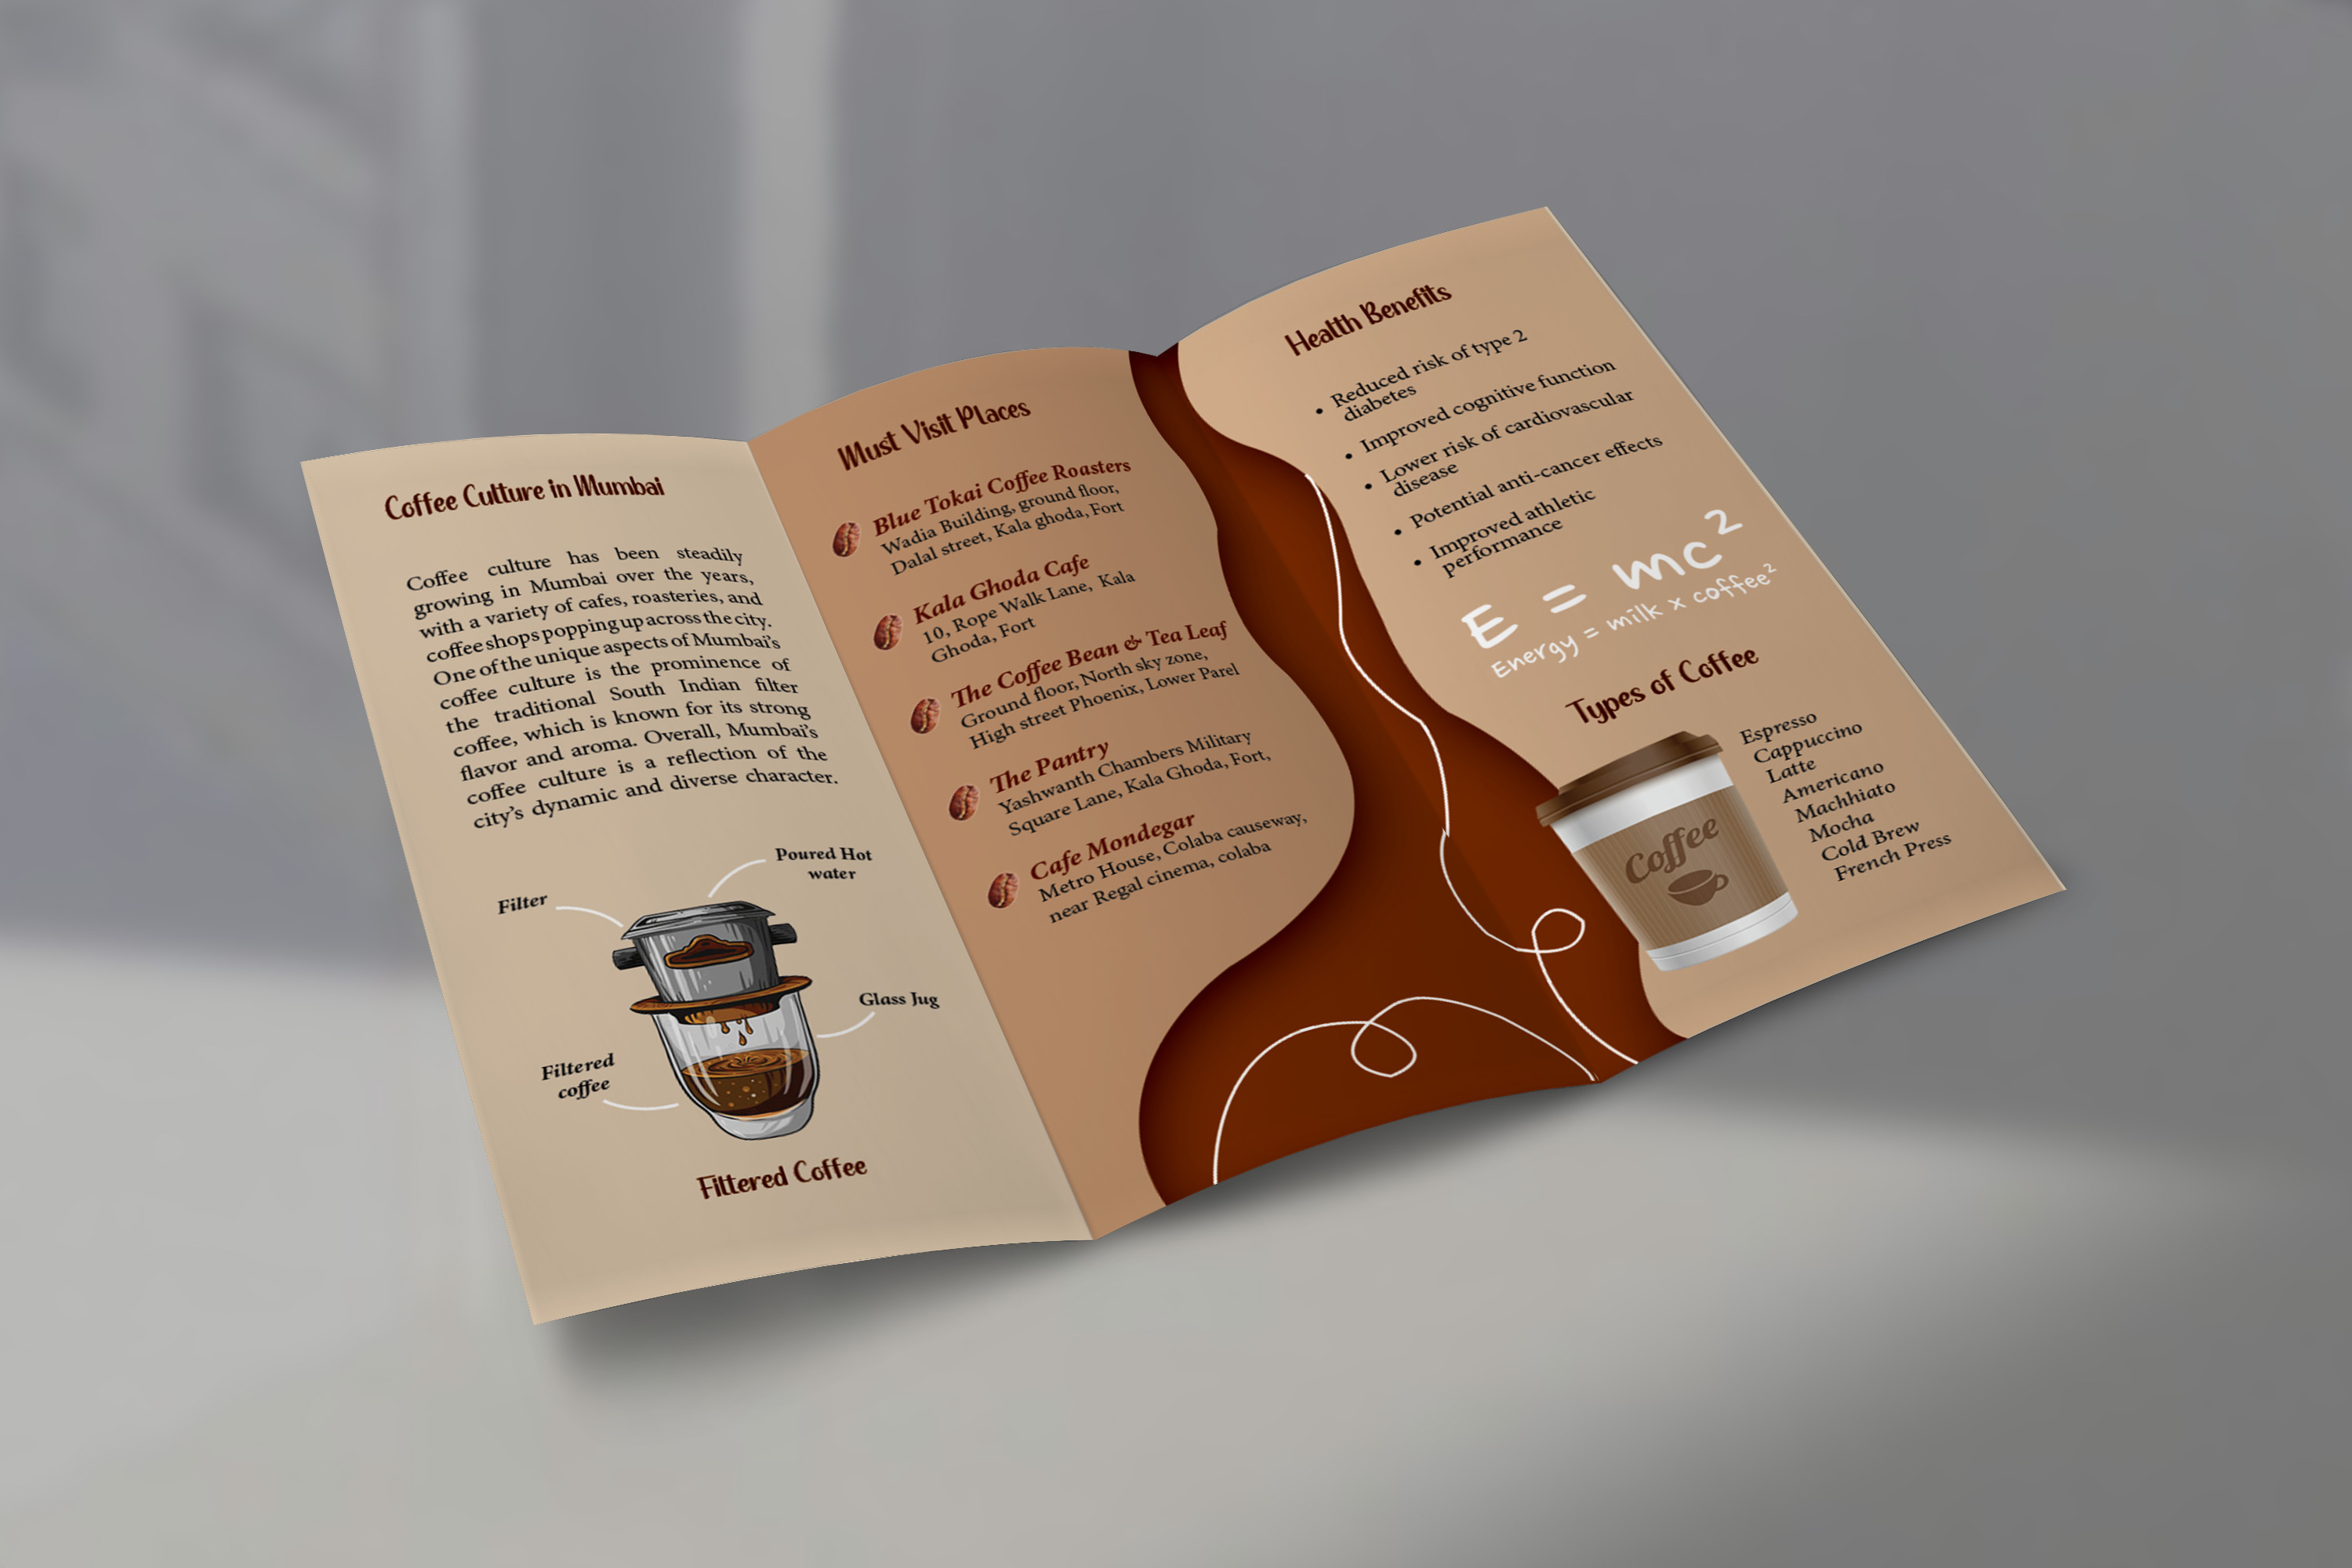 Coffee Culture in Mumbai
Coffee culture has been steadily
growing in Mumbai over the years,
with a variety of cafes, roasteries, and
coffee shops popping up across the city.
One of the unique aspects of Mumbai's
coffee culture is the prominence of
the traditional South Indian filter
coffee, which is known for its strong
flavor and aroma. Overall, Mumbai's
coffee culture is a reflection of the
city's dynamic and diverse character.
Poured Hot
water
Filter
Glass Jug
Filtered
coffee
Filtered Coffee
Must Visit Places
Blue Tokai Coffee Roasters
Wadia Building, ground floor,
Dalal street, Kala ghoda, Fort
Kala Ghoda Cafe
10, Rope Walk Lane, Kala
Ghoda, Fort
The Coffee Bean & Tea Leaf
Ground floor, North sky zone,
High street Phoenix, Lower Parel
The Pantry
Yashwanth Chambers Military
Square Lane, Kala Ghoda, Fort,
Cafe Mondegar
Metro House, Colaba causeway,
near Regal cinema, colaba
Health Benefits
• Reduced risk of type 2
diabetes
• Improved cognitive function
• Lower risk of cardiovascular
disease
• Potential anti-cancer effects
• Improved athletic
performance
E = mc²
Energy = milk x coffee²
Types of Coffee
Espresso
Cappuccino
Latte
Americano
Machhiato
Mocha
Cold Brew
French Press
Coffee